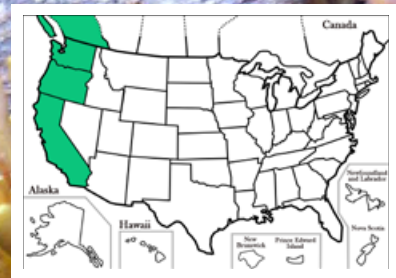 Canada
Newfoundland
and Labrador
Alaska
Hawaii
Nova Scotia
New
Brunswick
Prince Edward
Island